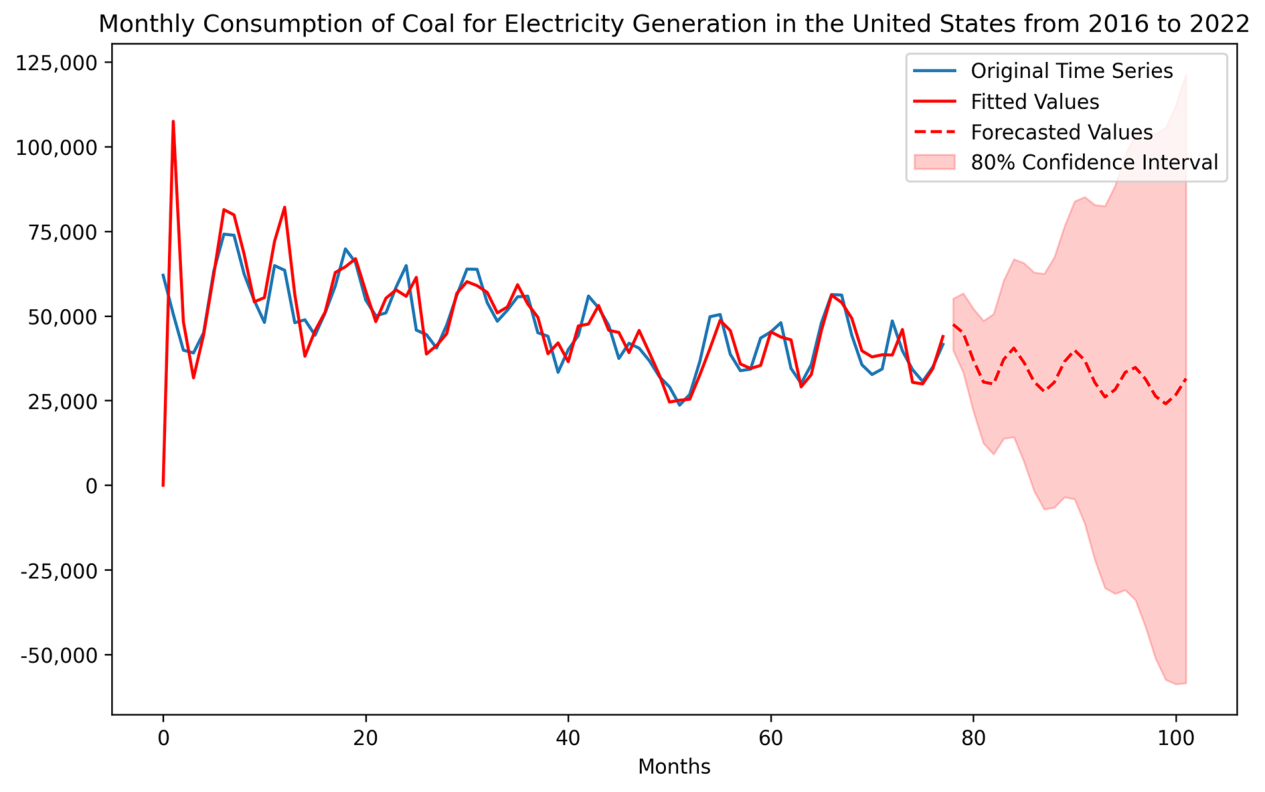 Monthly Consumption of Coal for Electricity Generation in the United States from 2016 to 2022
125,000
100,000
75,000
50,000
25,000
0
-25,000
-50,000
Original Time Series
Fitted Values
Forecasted Values
80% Confidence Interval
0 20 40 60 80 100
Months